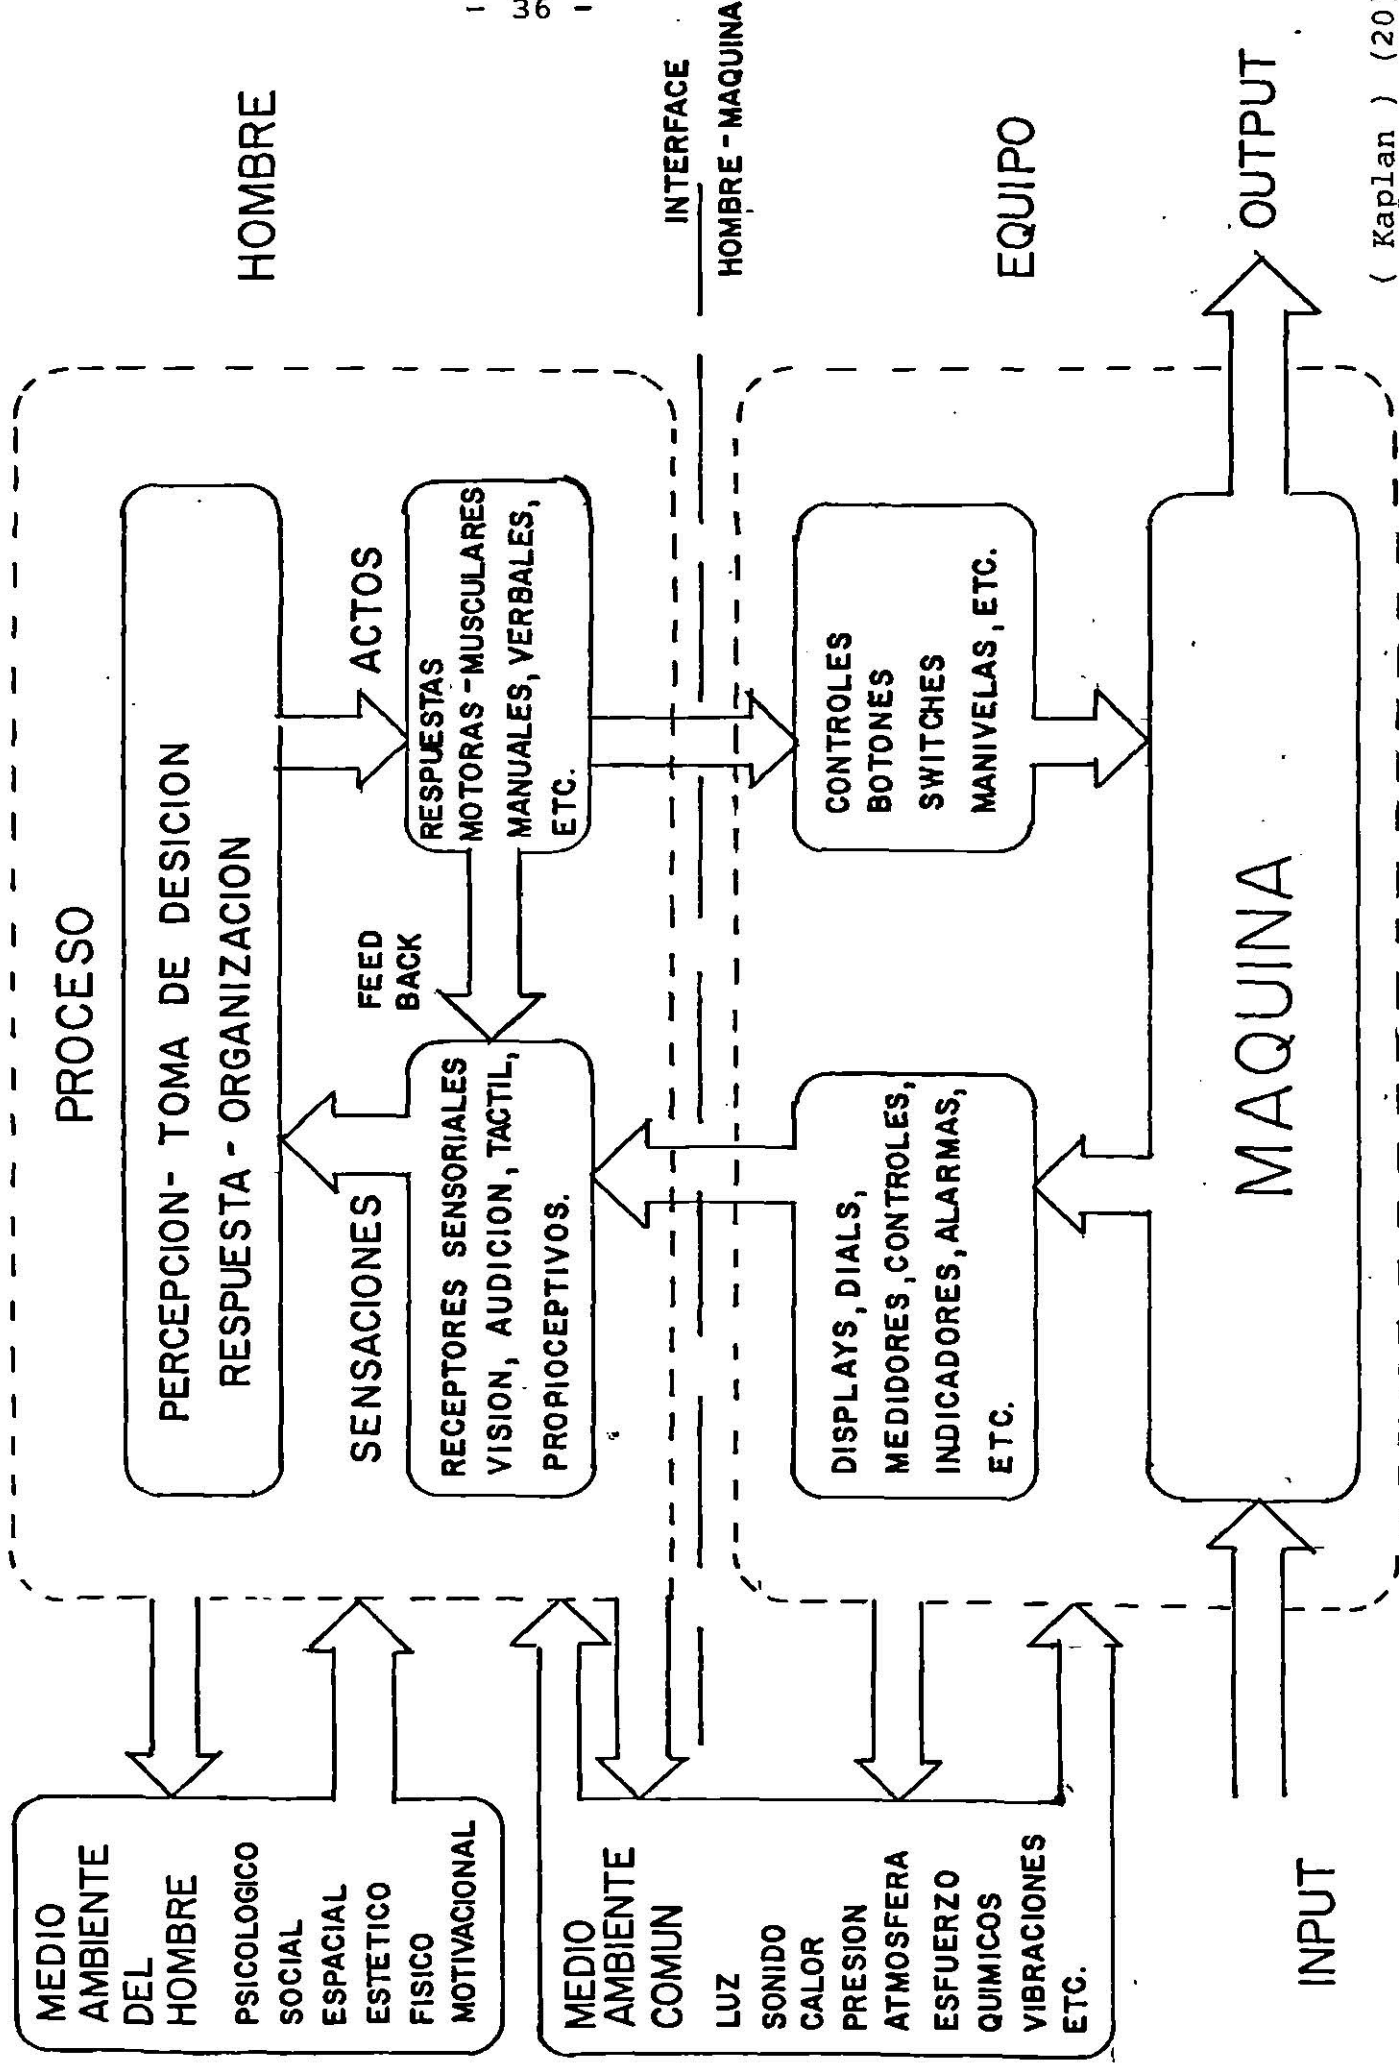 - 36 -
PROCESO
HOMBRE
PERCEPCION- TOMA DE DESICION
RESPUESTA - ORGANIZACION
SENSACIONES
FEED
BACK
ACTOS
RECEPTORES SENSORIALES
VISION, AUDICION, TACTIL,
PROPIOCEPTIVOS.
RESPUESTAS
MOTORAS - MUSCULARES
MANUALES, VERBALES,
ETC.
MEDIO
AMBIENTE
DEL
HOMBRE
PSICOLOGICO
SOCIAL
ESPACIAL
ESTETICO
FISICO
MOTIVACIONAL
INTERFACE
HOMBRE - MAQUINA
MEDIO
AMBIENTE
COMUN
LUZ
SONIDO
CALOR
PRESION
ATMOSFERA
ESFUERZO
QUIMICOS
VIBRACIONES
ETC.
DISPLAYS, DIALS,
MEDIDORES, CONTROLES,
INDICADORES, ALARMAS,
ETC.
CONTROLES
BOTONES
SWITCHES
MANIVELAS, ETC.
EQUIPO
INPUT
MAQUINA
OUTPUT
( Kaplan ) (20